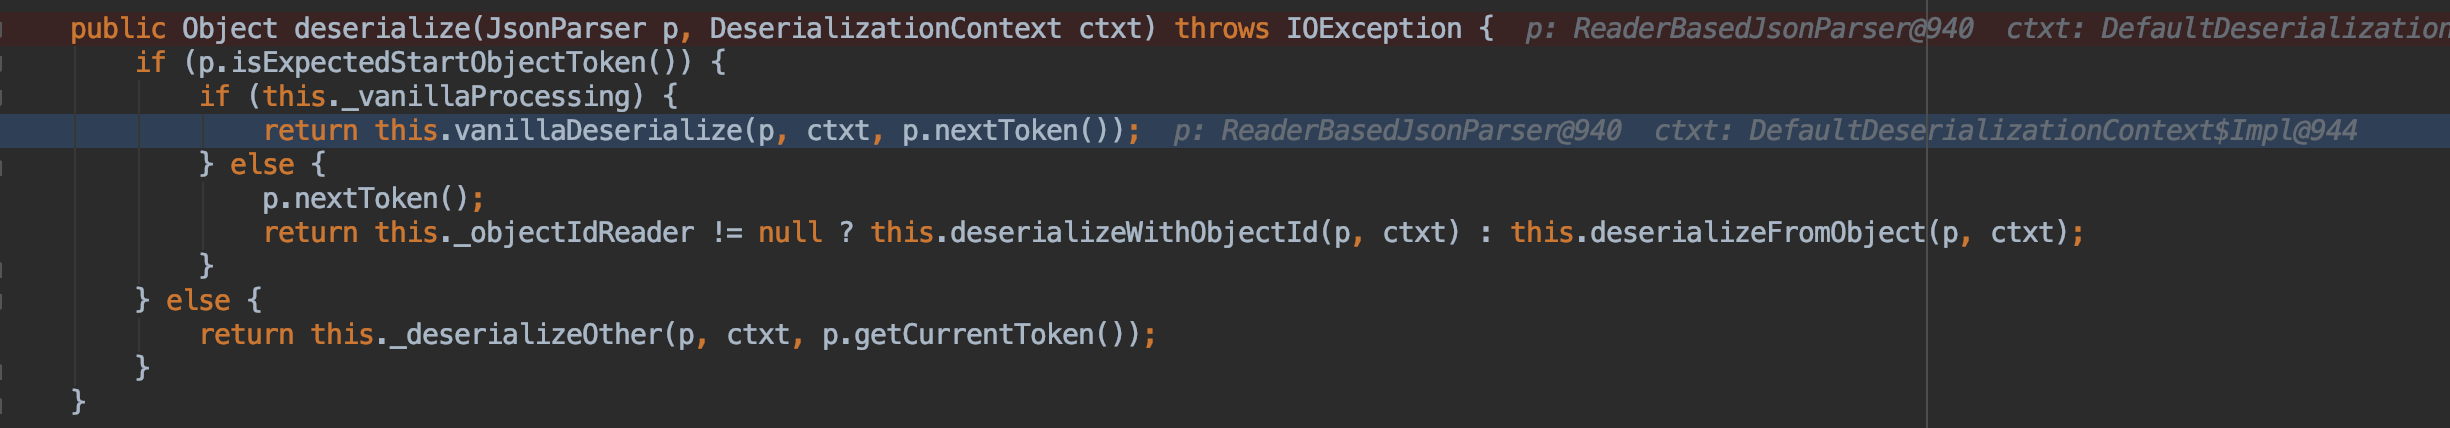 public Object deserialize(JsonParser p, DeserializationContext ctxt) throws IOException {  p: ReaderBasedJsonParser@940  ctxt: DefaultDeserialization
if (p.isExpectedStartObjectToken()) {
if (this._vanillaProcessing) {
return this.vanillaDeserialize(p, ctxt, p.nextToken());  p: ReaderBasedJsonParser@940  ctxt: DefaultDeserializationContext$Impl@944
} else {
p.nextToken();
return this._objectIdReader != null ? this.deserializeWithObjectId(p, ctxt) : this.deserializeFromObject(p, ctxt);
}
} else {
return this._deserializeOther(p, ctxt, p.getCurrentToken());
}
}